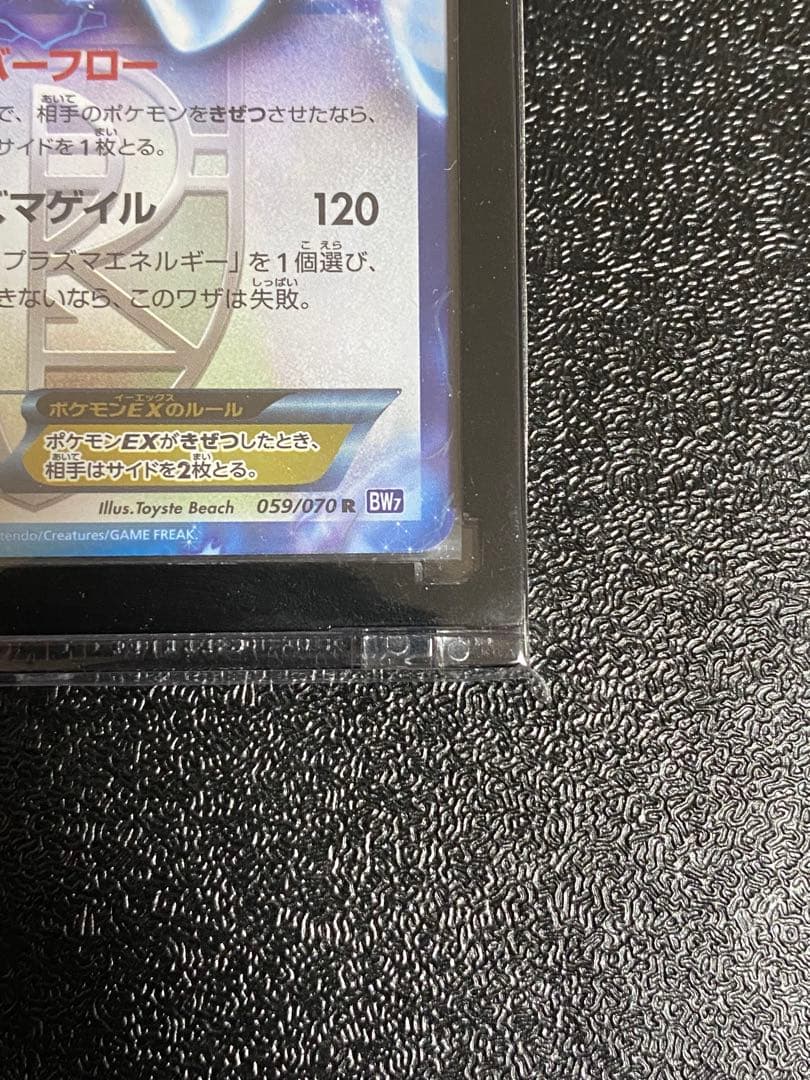 バーフロー
で、相手のポケモンをきぜつさせたなら、
サイドを1枚とる。
ズマゲイル 120
プラズマエネルギー」を1個選び、
きないなら、このワザは失敗。
ポケモンEXのルール
ポケモンEXがきぜつしたとき、
相手はサイドを2枚とる。
Illus.Toyste Beach 059/070 R BW7
tendo/Creatures/GAME FREAK.